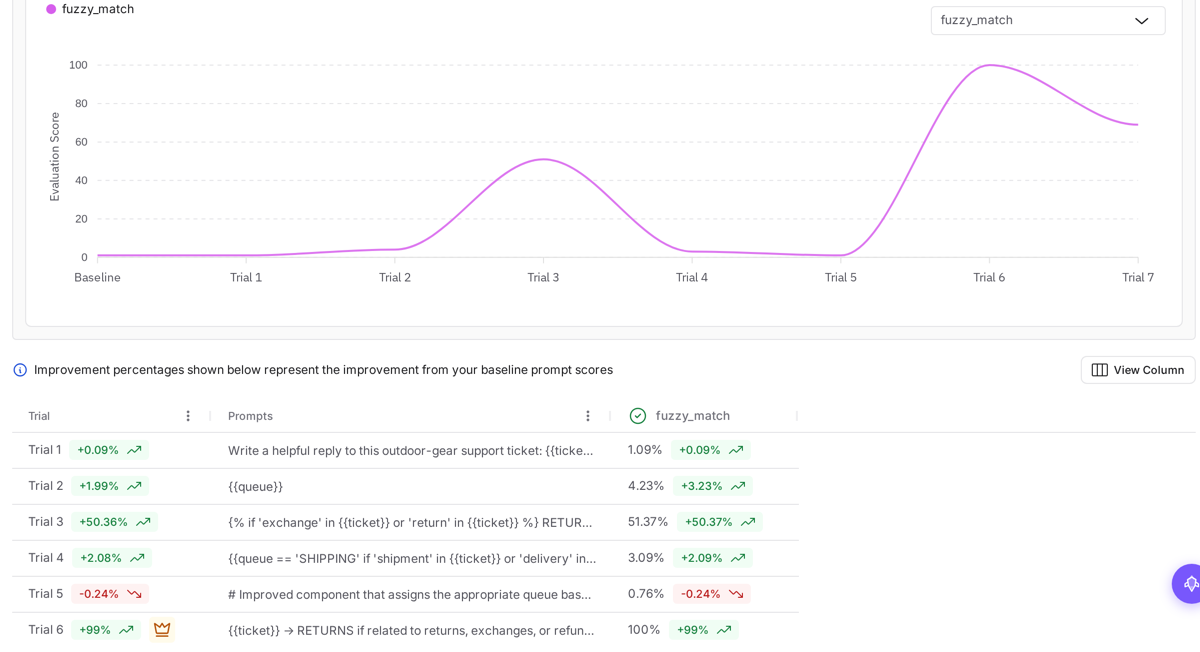 fuzzy_match
fuzzy_match
100
80
60
40
20
0
Evaluation Score
Baseline Trial 1 Trial 2 Trial 3 Trial 4 Trial 5 Trial 6 Trial 7
Improvement percentages shown below represent the improvement from your baseline prompt scores
View Column
Trial Prompts fuzzy_match
Trial 1 +0.09% Write a helpful reply to this outdoor-gear support ticket: {{ticke... 1.09% +0.09%
Trial 2 +1.99% {{queue}} 4.23% +3.23%
Trial 3 +50.36% {% if 'exchange' in {{ticket}} or 'return' in {{ticket}} %} RETUR... 51.37% +50.37%
Trial 4 +2.08% {{queue == 'SHIPPING' if 'shipment' in {{ticket}} or 'delivery' in... 3.09% +2.09%
Trial 5 -0.24% # Improved component that assigns the appropriate queue bas... 0.76% -0.24%
Trial 6 +99% {{ticket}} → RETURNS if related to returns, exchanges, or refun... 100% +99%